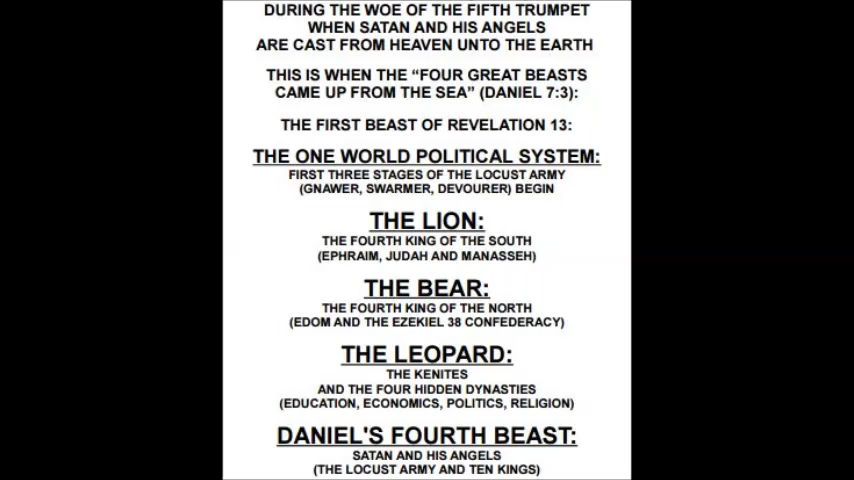 DURING THE WOE OF THE FIFTH TRUMPET
WHEN SATAN AND HIS ANGELS
ARE CAST FROM HEAVEN UNTO THE EARTH
THIS IS WHEN THE “FOUR GREAT BEASTS
CAME UP FROM THE SEA” (DANIEL 7:3):
THE FIRST BEAST OF REVELATION 13:
THE ONE WORLD POLITICAL SYSTEM:
FIRST THREE STAGES OF THE LOCUST ARMY
(GNAWER, SWARMER, DEVOURER) BEGIN
THE LION:
THE FOURTH KING OF THE SOUTH
(EPHRAIM, JUDAH AND MANASSEH)
THE BEAR:
THE FOURTH KING OF THE NORTH
(EDOM AND THE EZEKIEL 38 CONFEDERACY)
THE LEOPARD:
THE KENITES
AND THE FOUR HIDDEN DYNASTIES
(EDUCATION, ECONOMICS, POLITICS, RELIGION)
DANIEL'S FOURTH BEAST:
SATAN AND HIS ANGELS
(THE LOCUST ARMY AND TEN KINGS)